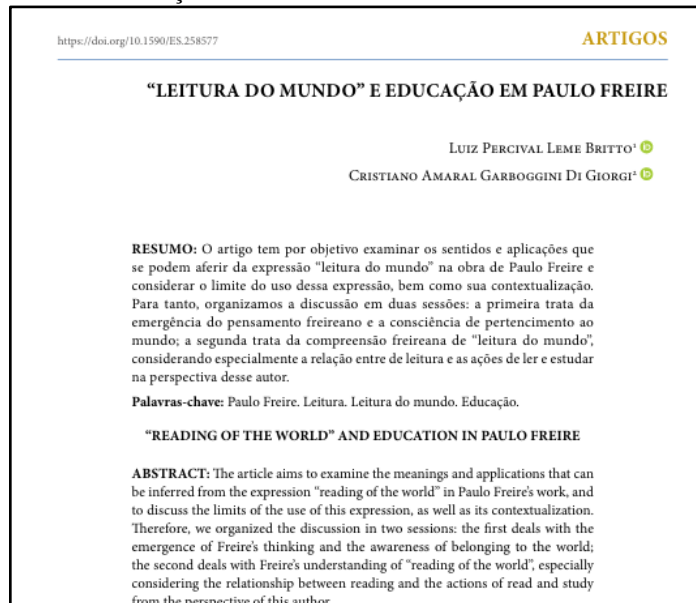 https://doi.org/10.1590/ES.258577
ARTIGOS
“LEITURA DO MUNDO” E EDUCAÇÃO EM PAULO FREIRE
Luiz Percival Leme Britto¹
Cristiano Amaral Garboggini Di Giorgi²
RESUMO: O artigo tem por objetivo examinar os sentidos e aplicações que
se podem aferir da expressão “leitura do mundo” na obra de Paulo Freire e
considerar o limite do uso dessa expressão, bem como sua contextualização.
Para tanto, organizamos a discussão em duas sessões: a primeira trata da
emergência do pensamento freireano e a consciência de pertencimento ao
mundo; a segunda trata da compreensão freireana de “leitura do mundo”,
considerando especialmente a relação entre de leitura e as ações de ler e estudar
na perspectiva desse autor.
Palavras-chave: Paulo Freire. Leitura. Leitura do mundo. Educação.
“READING OF THE WORLD” AND EDUCATION IN PAULO FREIRE
ABSTRACT: The article aims to examine the meanings and applications that can
be inferred from the expression “reading of the world” in Paulo Freire’s work, and
to discuss the limits of the use of this expression, as well as its contextualization.
Therefore, we organized the discussion in two sessions: the first deals with the
emergence of Freire’s thinking and the awareness of belonging to the world;
the second deals with Freire’s understanding of “reading of the world”, especially
considering the relationship between reading and the actions of read and study
from the perspective of this author.